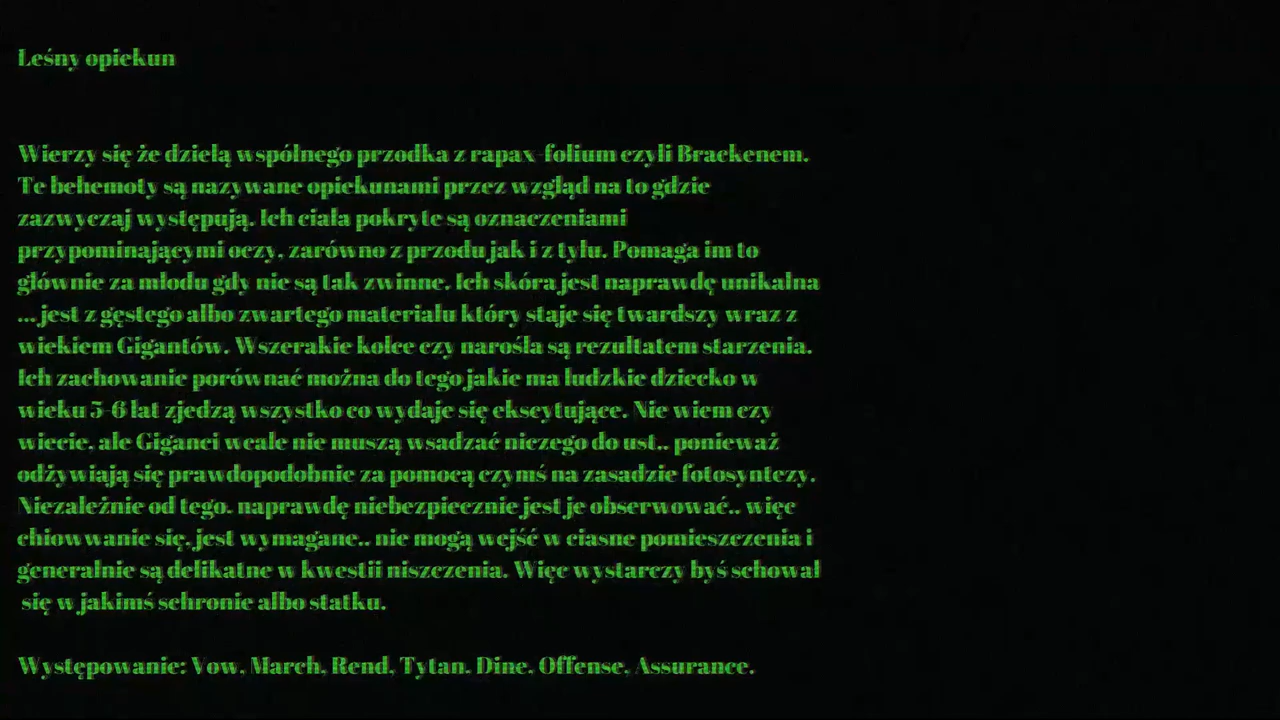 Leśny opiekun
Wierzy się że dzielą wspólnego przodka z rapax-folium czyli Brackenem.
Te behemoty są nazywane opiekunami przez wzgląd na to gdzie
zazwyczaj występują. Ich ciała pokryte są oznaczeniami
przypominającymi oczy, zarówno z przodu jak i z tyłu. Pomaga im to
głównie za młodu gdy nie są tak zwinne. Ich skóra jest naprawdę unikalna
... jest z gęstego albo zwartego materiału który staje się twardszy wraz z
wiekiem Gigantów. Wszerakie kolce czy narośla są rezultatem starzenia.
Ich zachowanie porównać można do tego jakie ma ludzkie dziecko w
wieku 5-6 lat zjedzą wszystko co wydaje się ekscytujące. Nie wiem czy
wiecie, ale Giganci wcale nie muszą wsadzać niczego do ust.. ponieważ
odżywiają się prawdopodobnie za pomocą czymś na zasadzie fotosyntezy.
Niezależnie od tego. naprawdę niebezpiecznie jest je obserwować.. więc
chiowwanie się, jest wymagane.. nie mogą wejść w ciasne pomieszczenia i
generalnie są delikatne w kwestii niszczenia. Więc wystarczy byś schował
się w jakimś schronie albo statku.
Występowanie: Vow, March, Rend, Tytan. Dine, Offense, Assurance.